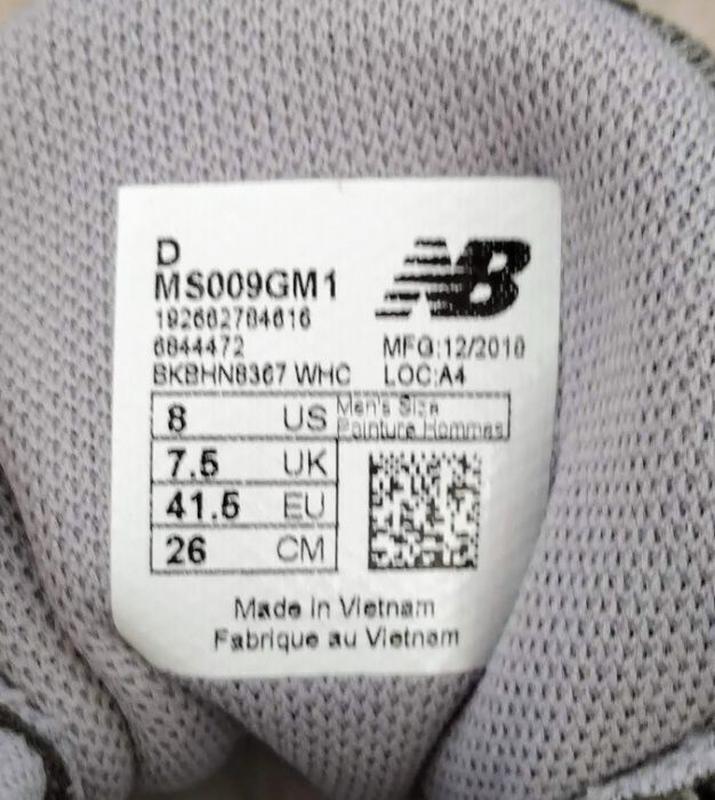 D
MS009GM1
NB
192662784616
6844472
MFG:12/2018
BKBHN8367 WHC
LOC:A4
8 US
Men's Size
Pointure Hommes
7.5 UK
41.5 EU
26 CM
Made in Vietnam
Fabrique au Vietnam